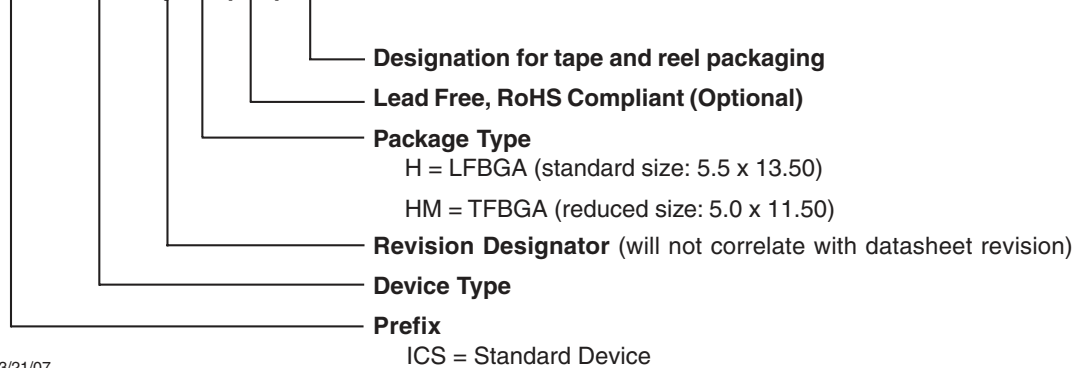 Designation for tape and reel packaging
Lead Free, RoHS Compliant (Optional)
Package Type
H = LFBGA (standard size: 5.5 x 13.50)
HM = TFBGA (reduced size: 5.0 x 11.50)
Revision Designator (will not correlate with datasheet revision)
Device Type
Prefix
ICS = Standard Device